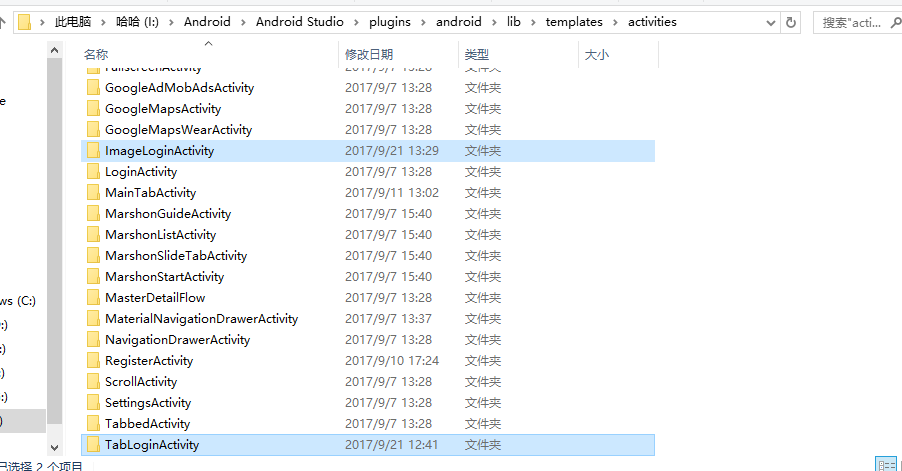 此电脑 > 哈哈 (I:) > Android > Android Studio > plugins > android > lib > templates > activities
搜索"acti...
名称 修改日期 类型 大小
FullscreenActivity 2017/9/7 13:28 文件夹
GoogleAdMobAdsActivity 2017/9/7 13:28 文件夹
GoogleMapsActivity 2017/9/7 13:28 文件夹
GoogleMapsWearActivity 2017/9/7 13:28 文件夹
ImageLoginActivity 2017/9/21 13:29 文件夹
LoginActivity 2017/9/7 13:28 文件夹
MainTabActivity 2017/9/11 13:02 文件夹
MarshonGuideActivity 2017/9/7 15:40 文件夹
MarshonListActivity 2017/9/7 15:40 文件夹
MarshonSlideTabActivity 2017/9/7 15:40 文件夹
MarshonStartActivity 2017/9/7 15:40 文件夹
MasterDetailFlow 2017/9/7 13:28 文件夹
MaterialNavigationDrawerActivity 2017/9/7 13:37 文件夹
NavigationDrawerActivity 2017/9/7 13:28 文件夹
RegisterActivity 2017/9/10 17:24 文件夹
ScrollActivity 2017/9/7 13:28 文件夹
SettingsActivity 2017/9/7 13:28 文件夹
TabbedActivity 2017/9/7 13:28 文件夹
TabLoginActivity 2017/9/21 12:41 文件夹
e
ws (C:)
:)
:)
:)
:)
)
已选择 2 个项目